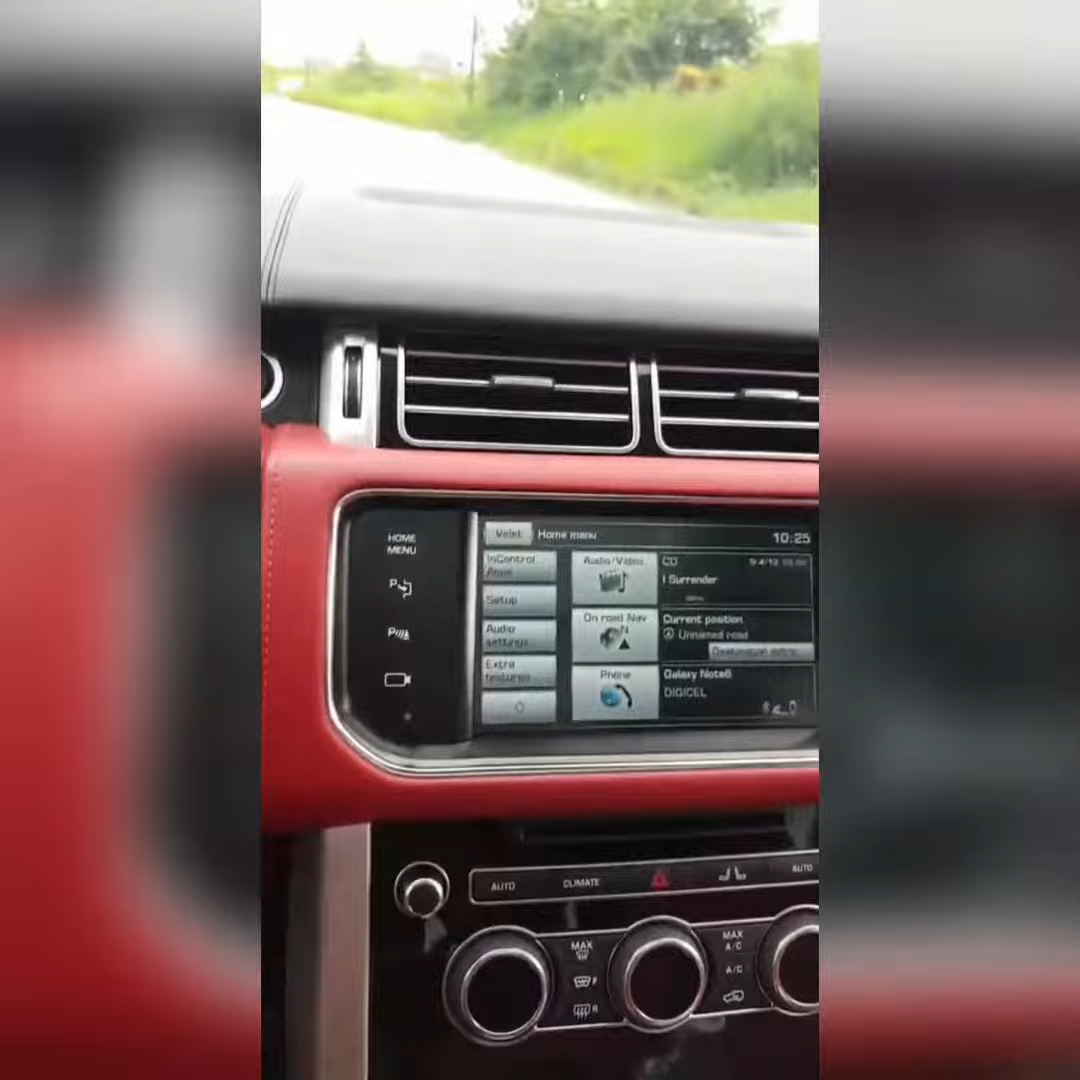 HOME
MENU
P
P
Valet Home menu 10:25
InControl
Apps
Setup
Audio
settings
Extra
features
Audio/Video
On road Nav
N
Phone
CD
I Surrender
Current position
Unnamed road
Galaxy Note8
DIGICEL
AUTO CLIMATE AUTO
MAX
F
R
MAX
A/C
A/C